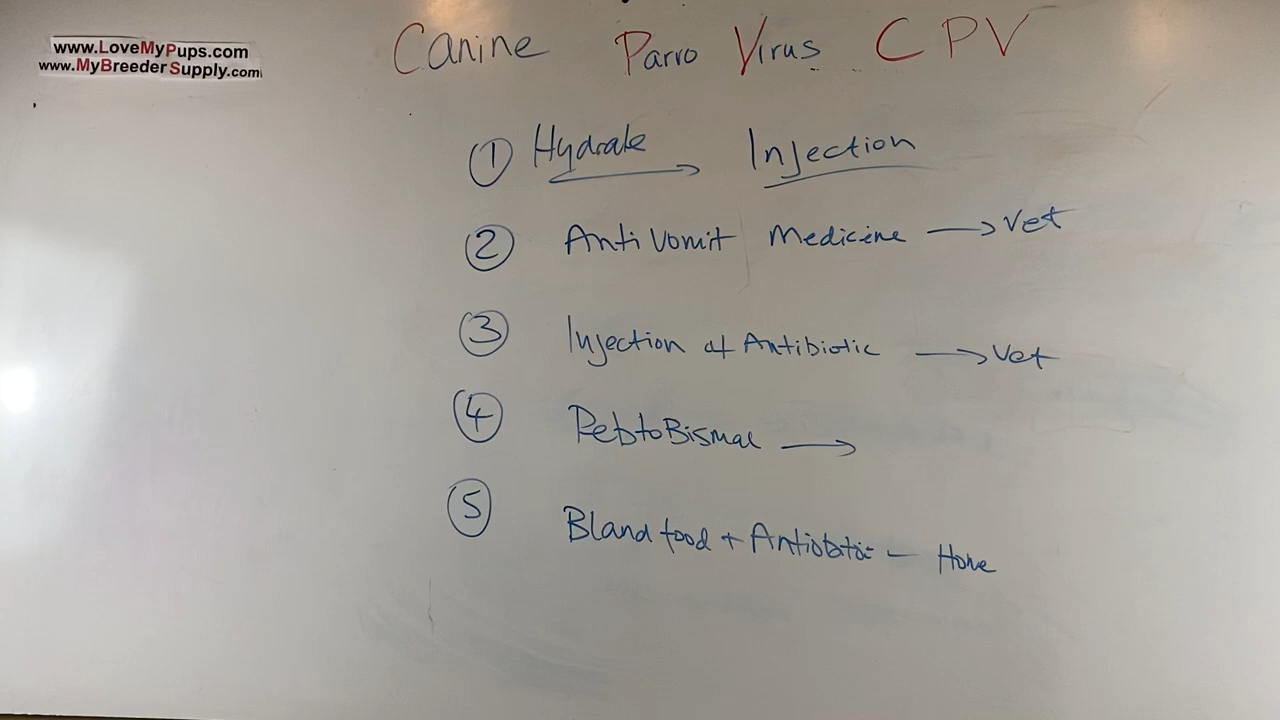 www.LoveMyPups.com
www.MyBreederSupply.com
Canine Parvo Virus CPV
1 Hydrate → Injection
2 Anti Vomit Medicine → Vet
3 Injection of Antibiotic → Vet
4 PebtoBismal →
5 Bland food + Antiobtic - Home